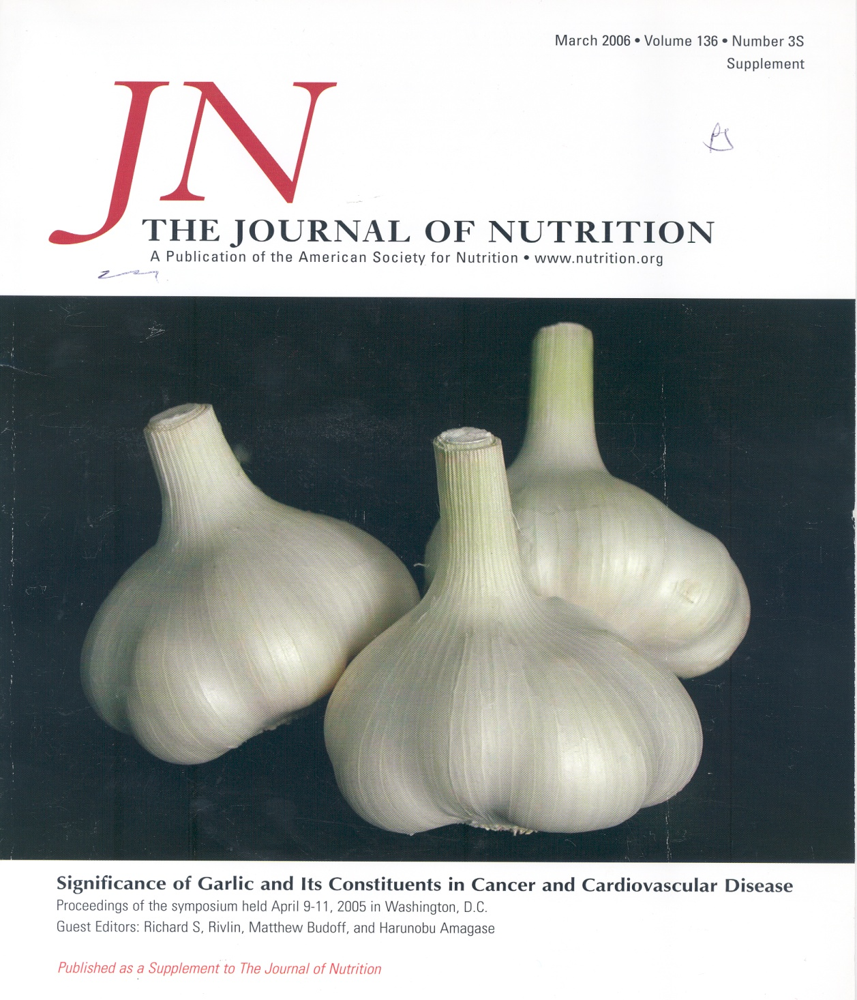 March 2006 • Volume 136 • Number 3S
Supplement
JN
THE JOURNAL OF NUTRITION
A Publication of the American Society for Nutrition • www.nutrition.org
Significance of Garlic and Its Constituents in Cancer and Cardiovascular Disease
Proceedings of the symposium held April 9-11, 2005 in Washington, D.C.
Guest Editors: Richard S, Rivlin, Matthew Budoff, and Harunobu Amagase
Published as a Supplement to The Journal of Nutrition